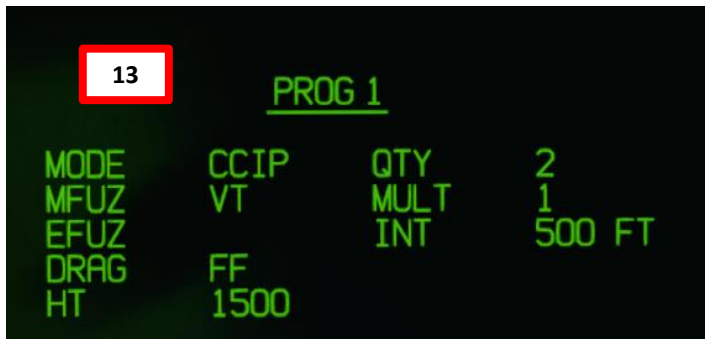 13
PROG 1
MODE CCIP QTY 2
MFUZ VT MULT 1
EFUZ INT 500 FT
DRAG FF
HT 1500